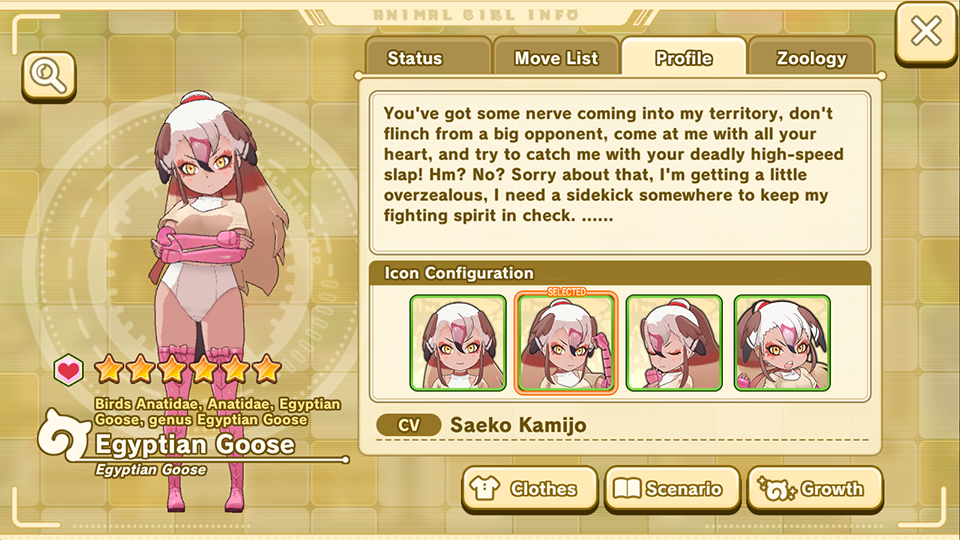 ANIMAL GIRL INFO
Status
Move List
Profile
Zoology
You've got some nerve coming into my territory, don't
flinch from a big opponent, come at me with all your
heart, and try to catch me with your deadly high-speed
slap! Hm? No? Sorry about that, I'm getting a little
overzealous, I need a sidekick somewhere to keep my
fighting spirit in check. ......
Icon Configuration
SELECTED
CV Saeko Kamijo
Birds Anatidae, Anatidae, Egyptian
Goose, genus Egyptian Goose
Egyptian Goose
Egyptian Goose
Clothes
Scenario
Growth